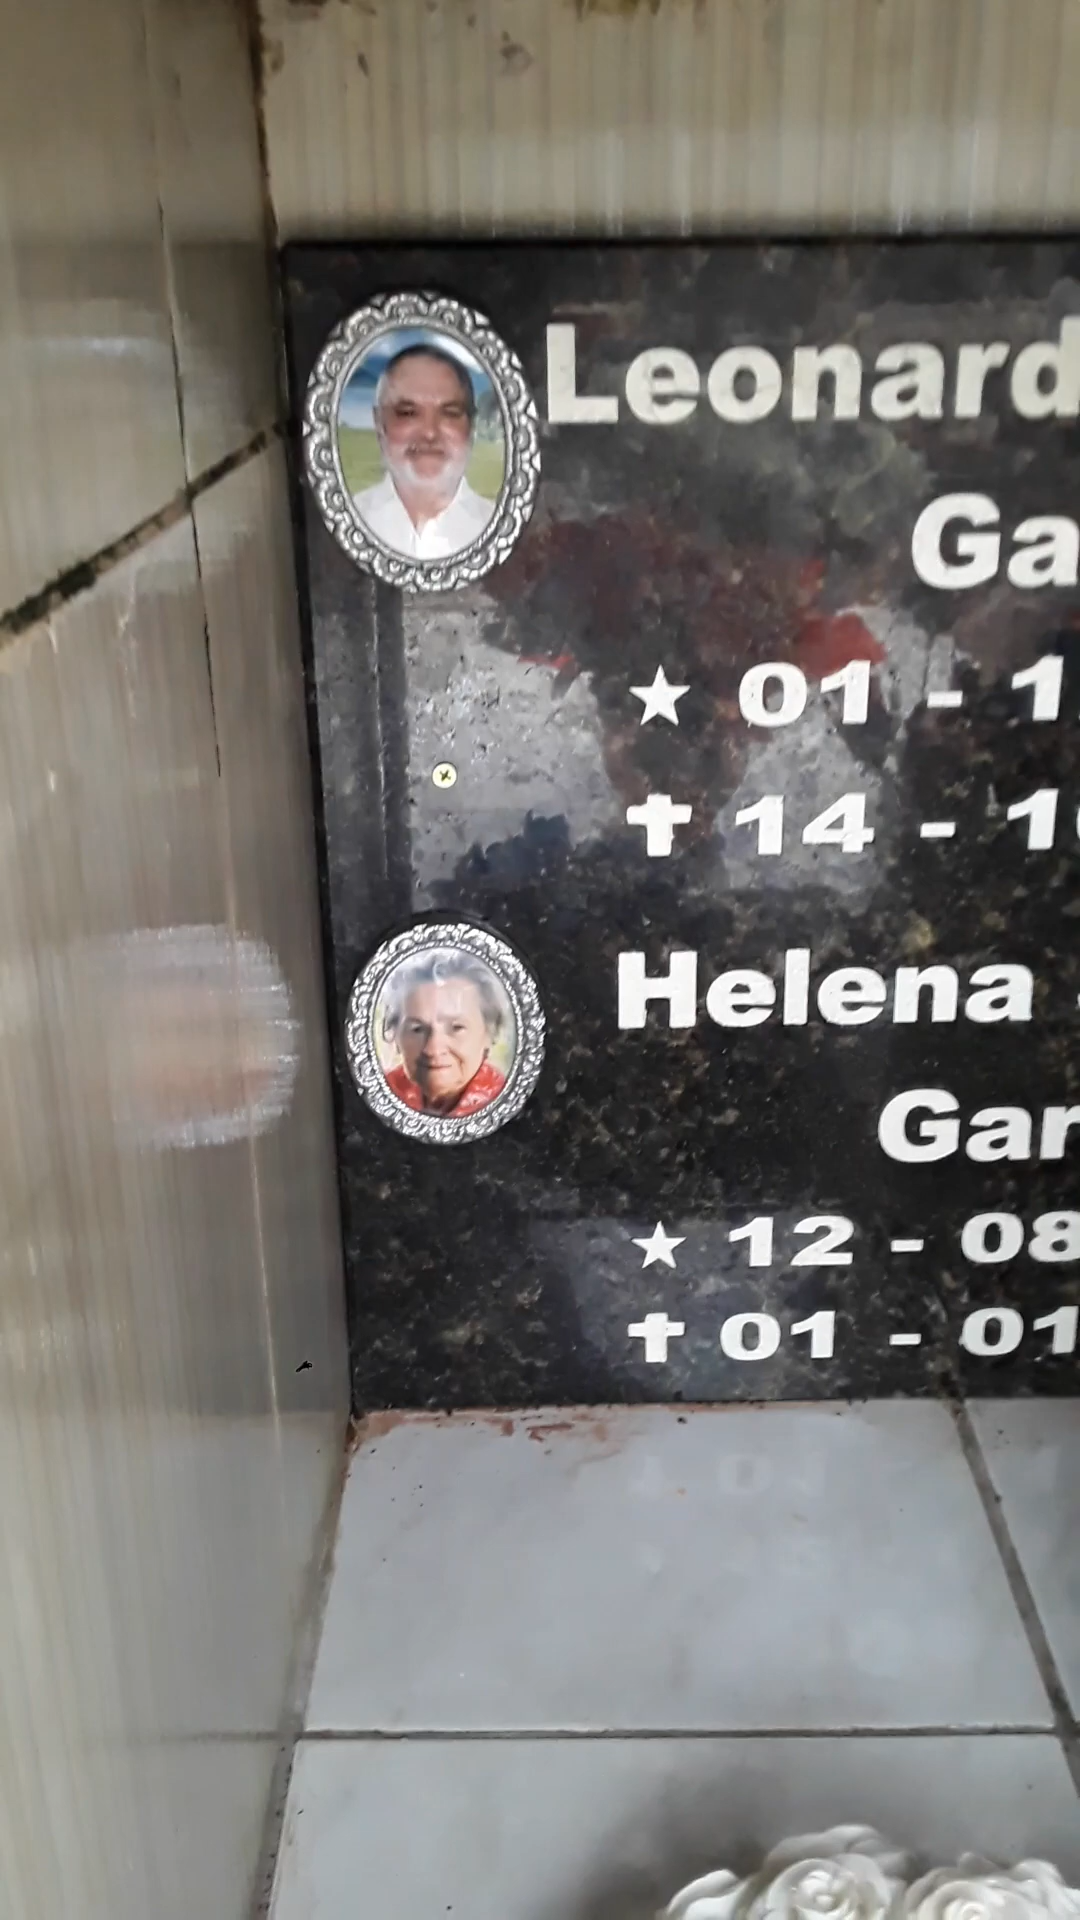 Leonard
Ga
★ 01 - 1
✝ 14 - 1
Helena
Gar
★ 12 - 08
✝ 01 - 01